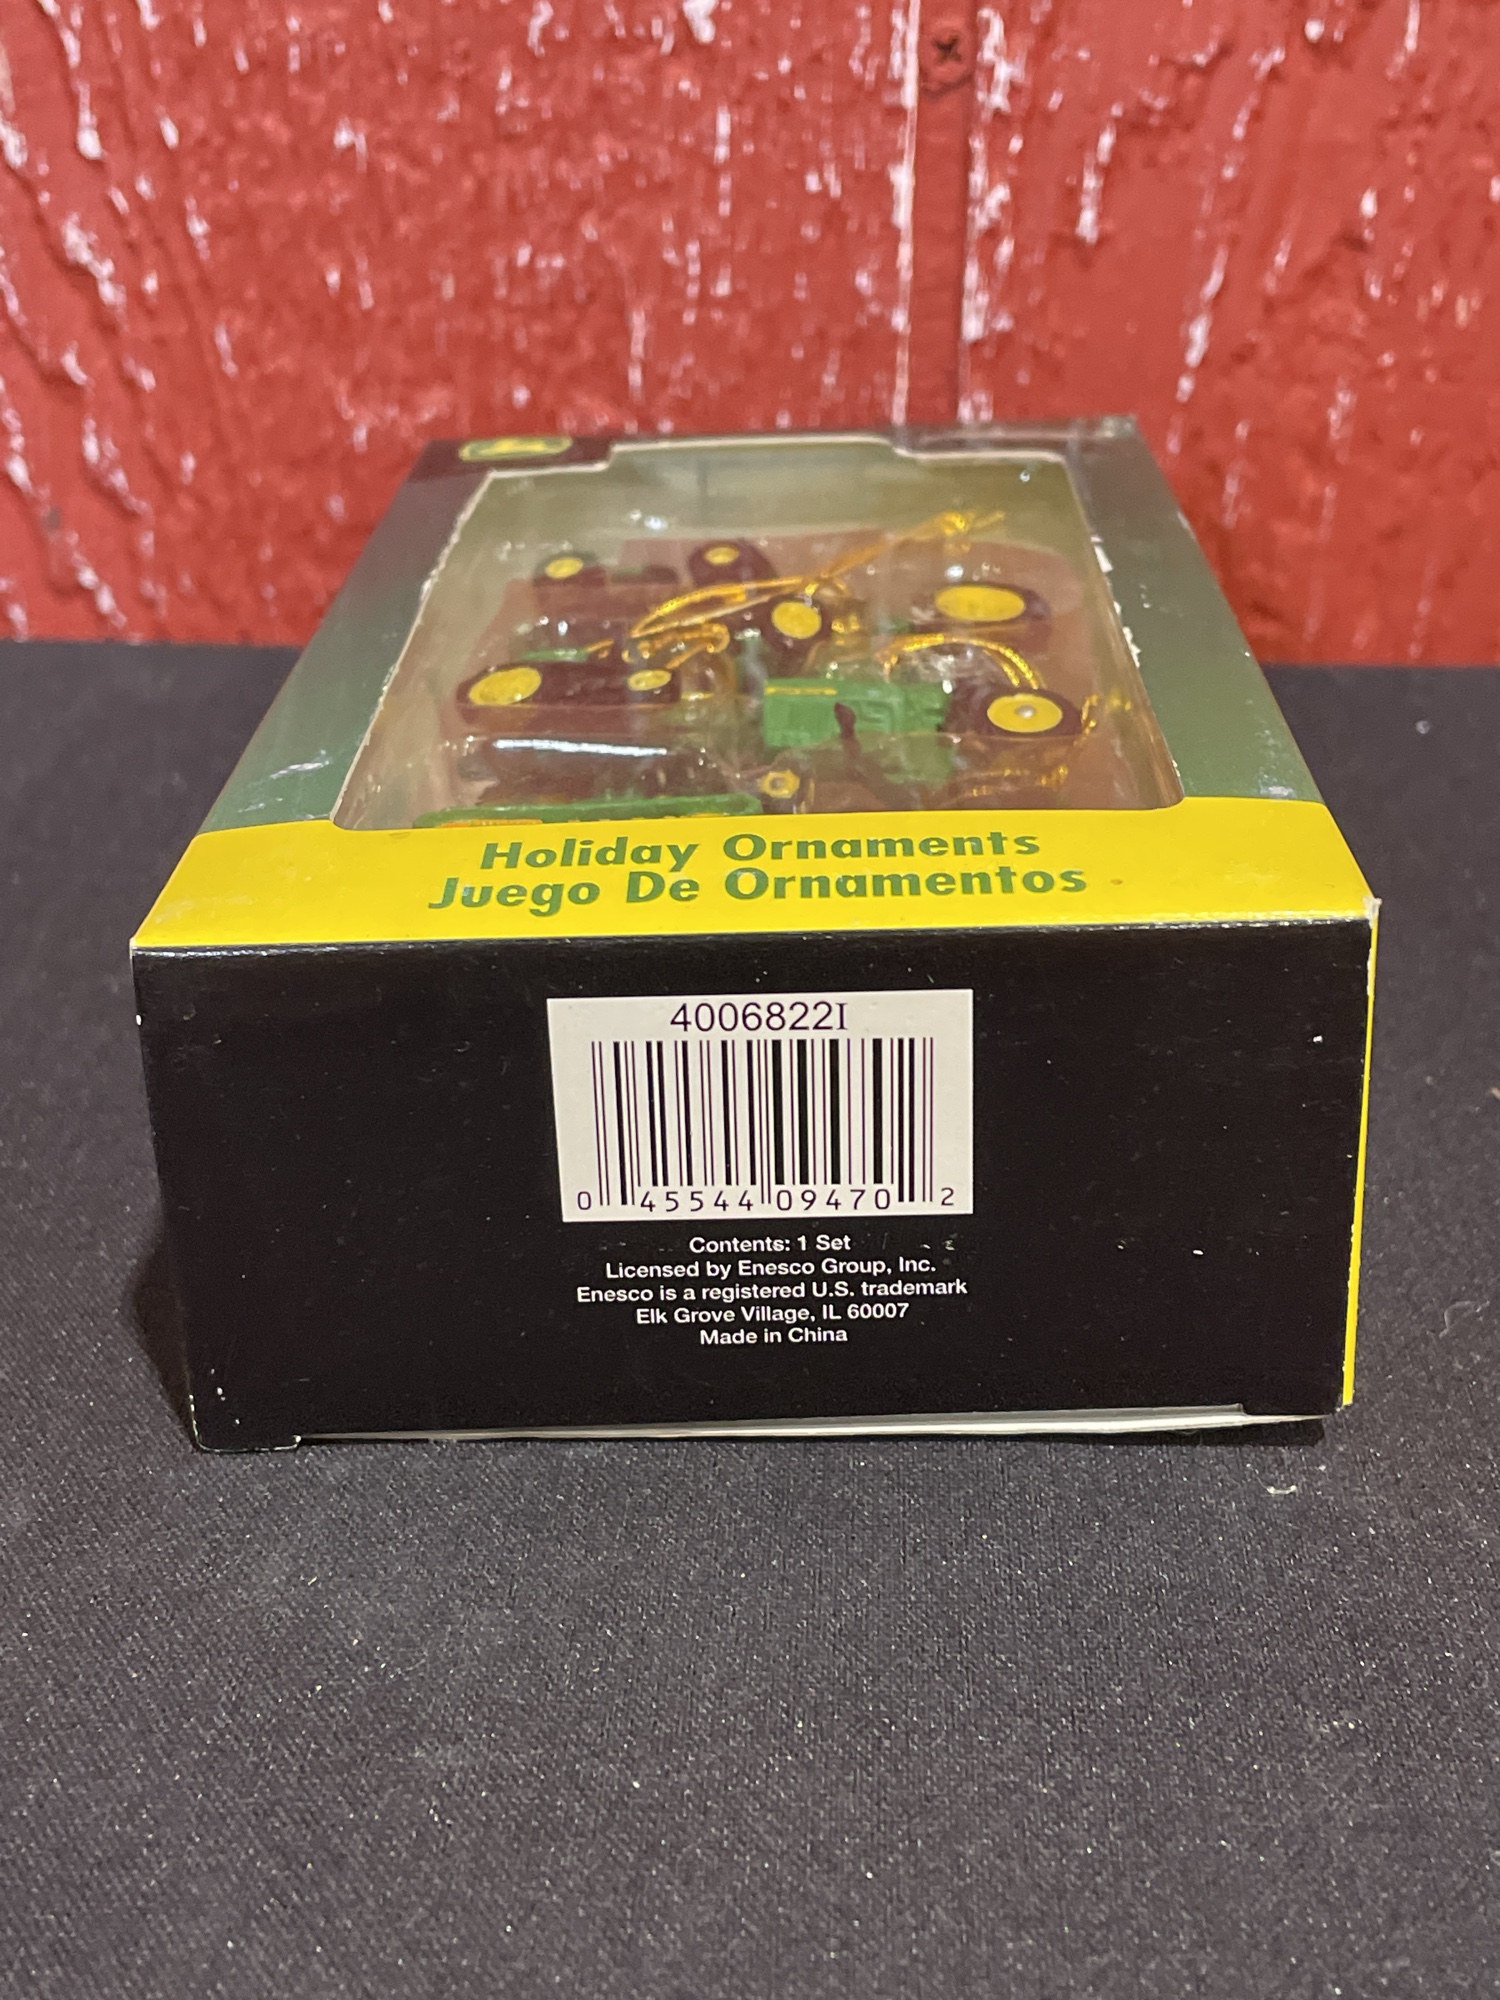 Holiday Ornaments
Juego De Ornamentos
4006822I
0 45544 09470 2
Contents: 1 Set
Licensed by Enesco Group, Inc.
Enesco is a registered U.S. trademark
Elk Grove Village, IL 60007
Made in China